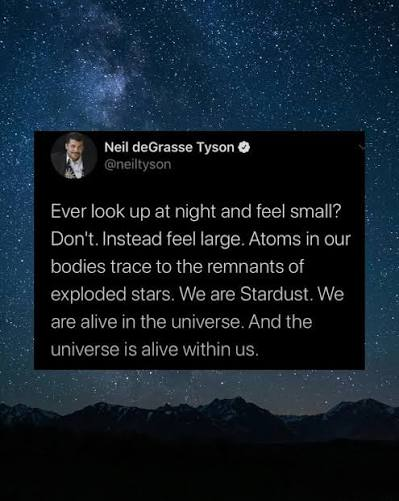 Neil deGrasse Tyson
@neiltyson
Ever look up at night and feel small?
Don't. Instead feel large. Atoms in our
bodies trace to the remnants of
exploded stars. We are Stardust. We
are alive in the universe. And the
universe is alive within us.